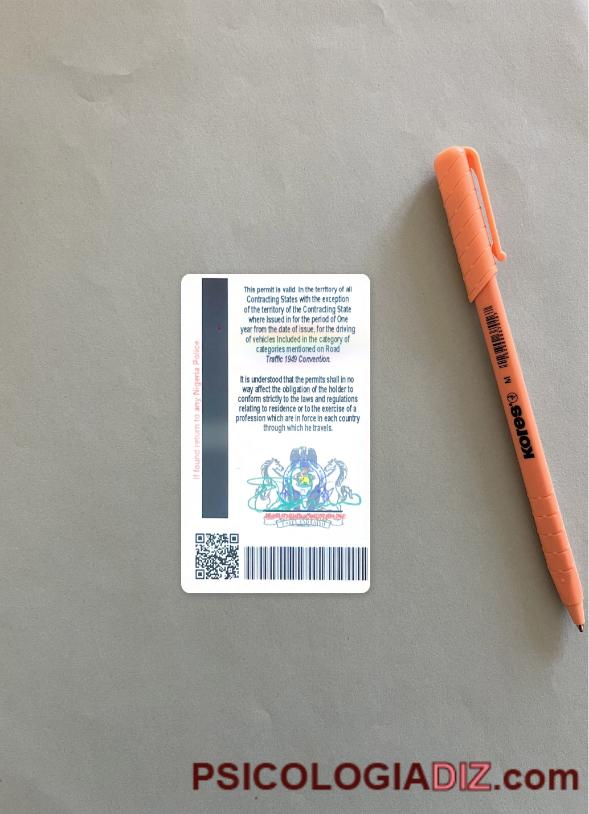 This permit is valid in the territory of all
Contracting States with the exception
of the territory of the Contracting State
where Issued in for the period of One
year from the date of issue, for the driving
of vehicles Included in the category of
categories mentioned on Road
Traffic 1949 Convention.
It is understood that the permits shall in no
way affect the obligation of the holder to
conform strictly to the laws and regulations
relating to residence or to the exercise of a
profession which are in force in each country
through which he travels.
If found return to any Nigeria Police
Kores
M
PSICOLOGIADIZ.com